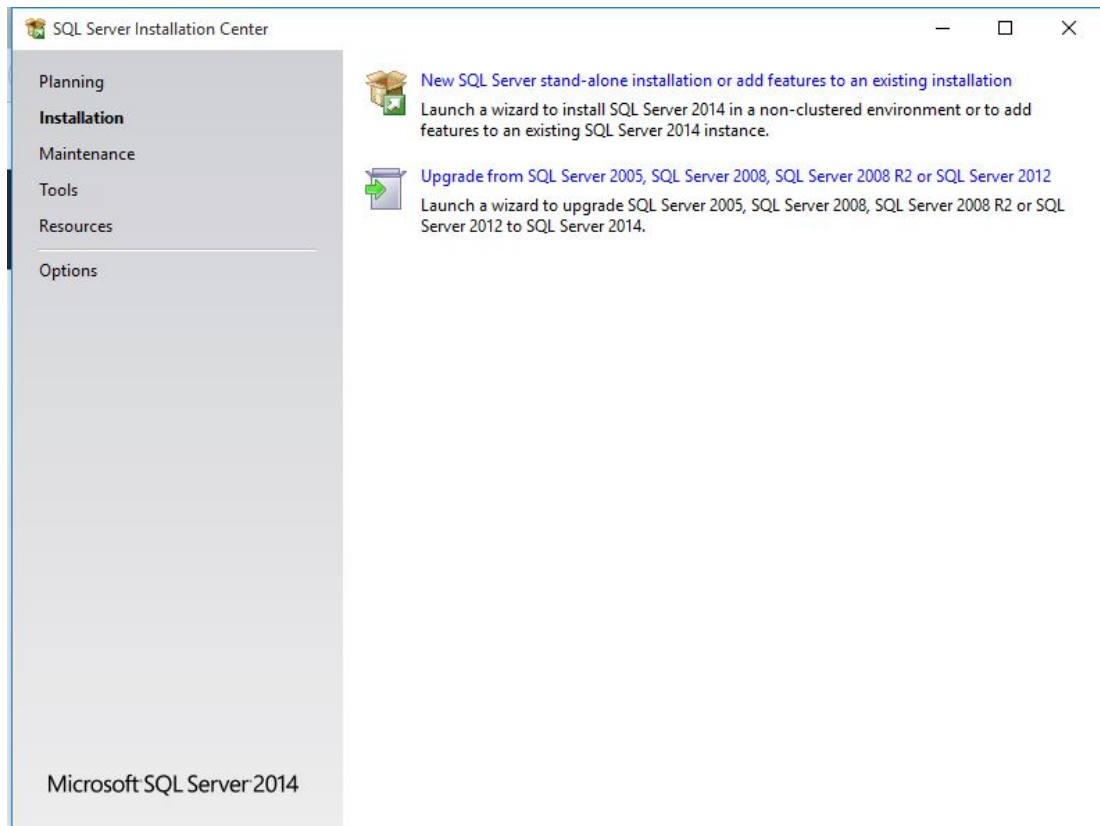 SQL Server Installation Center
Planning
Installation
Maintenance
Tools
Resources
Options
New SQL Server stand-alone installation or add features to an existing installation
Launch a wizard to install SQL Server 2014 in a non-clustered environment or to add
features to an existing SQL Server 2014 instance.
Upgrade from SQL Server 2005, SQL Server 2008, SQL Server 2008 R2 or SQL Server 2012
Launch a wizard to upgrade SQL Server 2005, SQL Server 2008, SQL Server 2008 R2 or SQL
Server 2012 to SQL Server 2014.
Microsoft SQL Server 2014